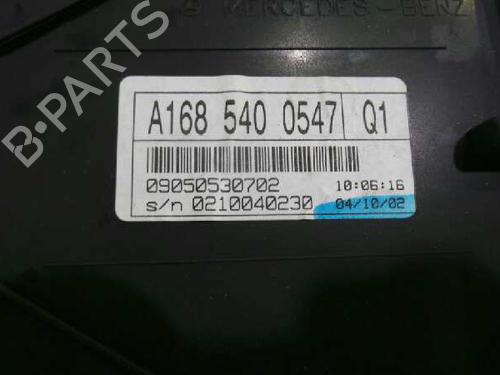 MERCEDES-BENZ
B-PARTS
A168 540 0547 Q1
09050530702 10:06:16
s/n 0210040230 04/10/02